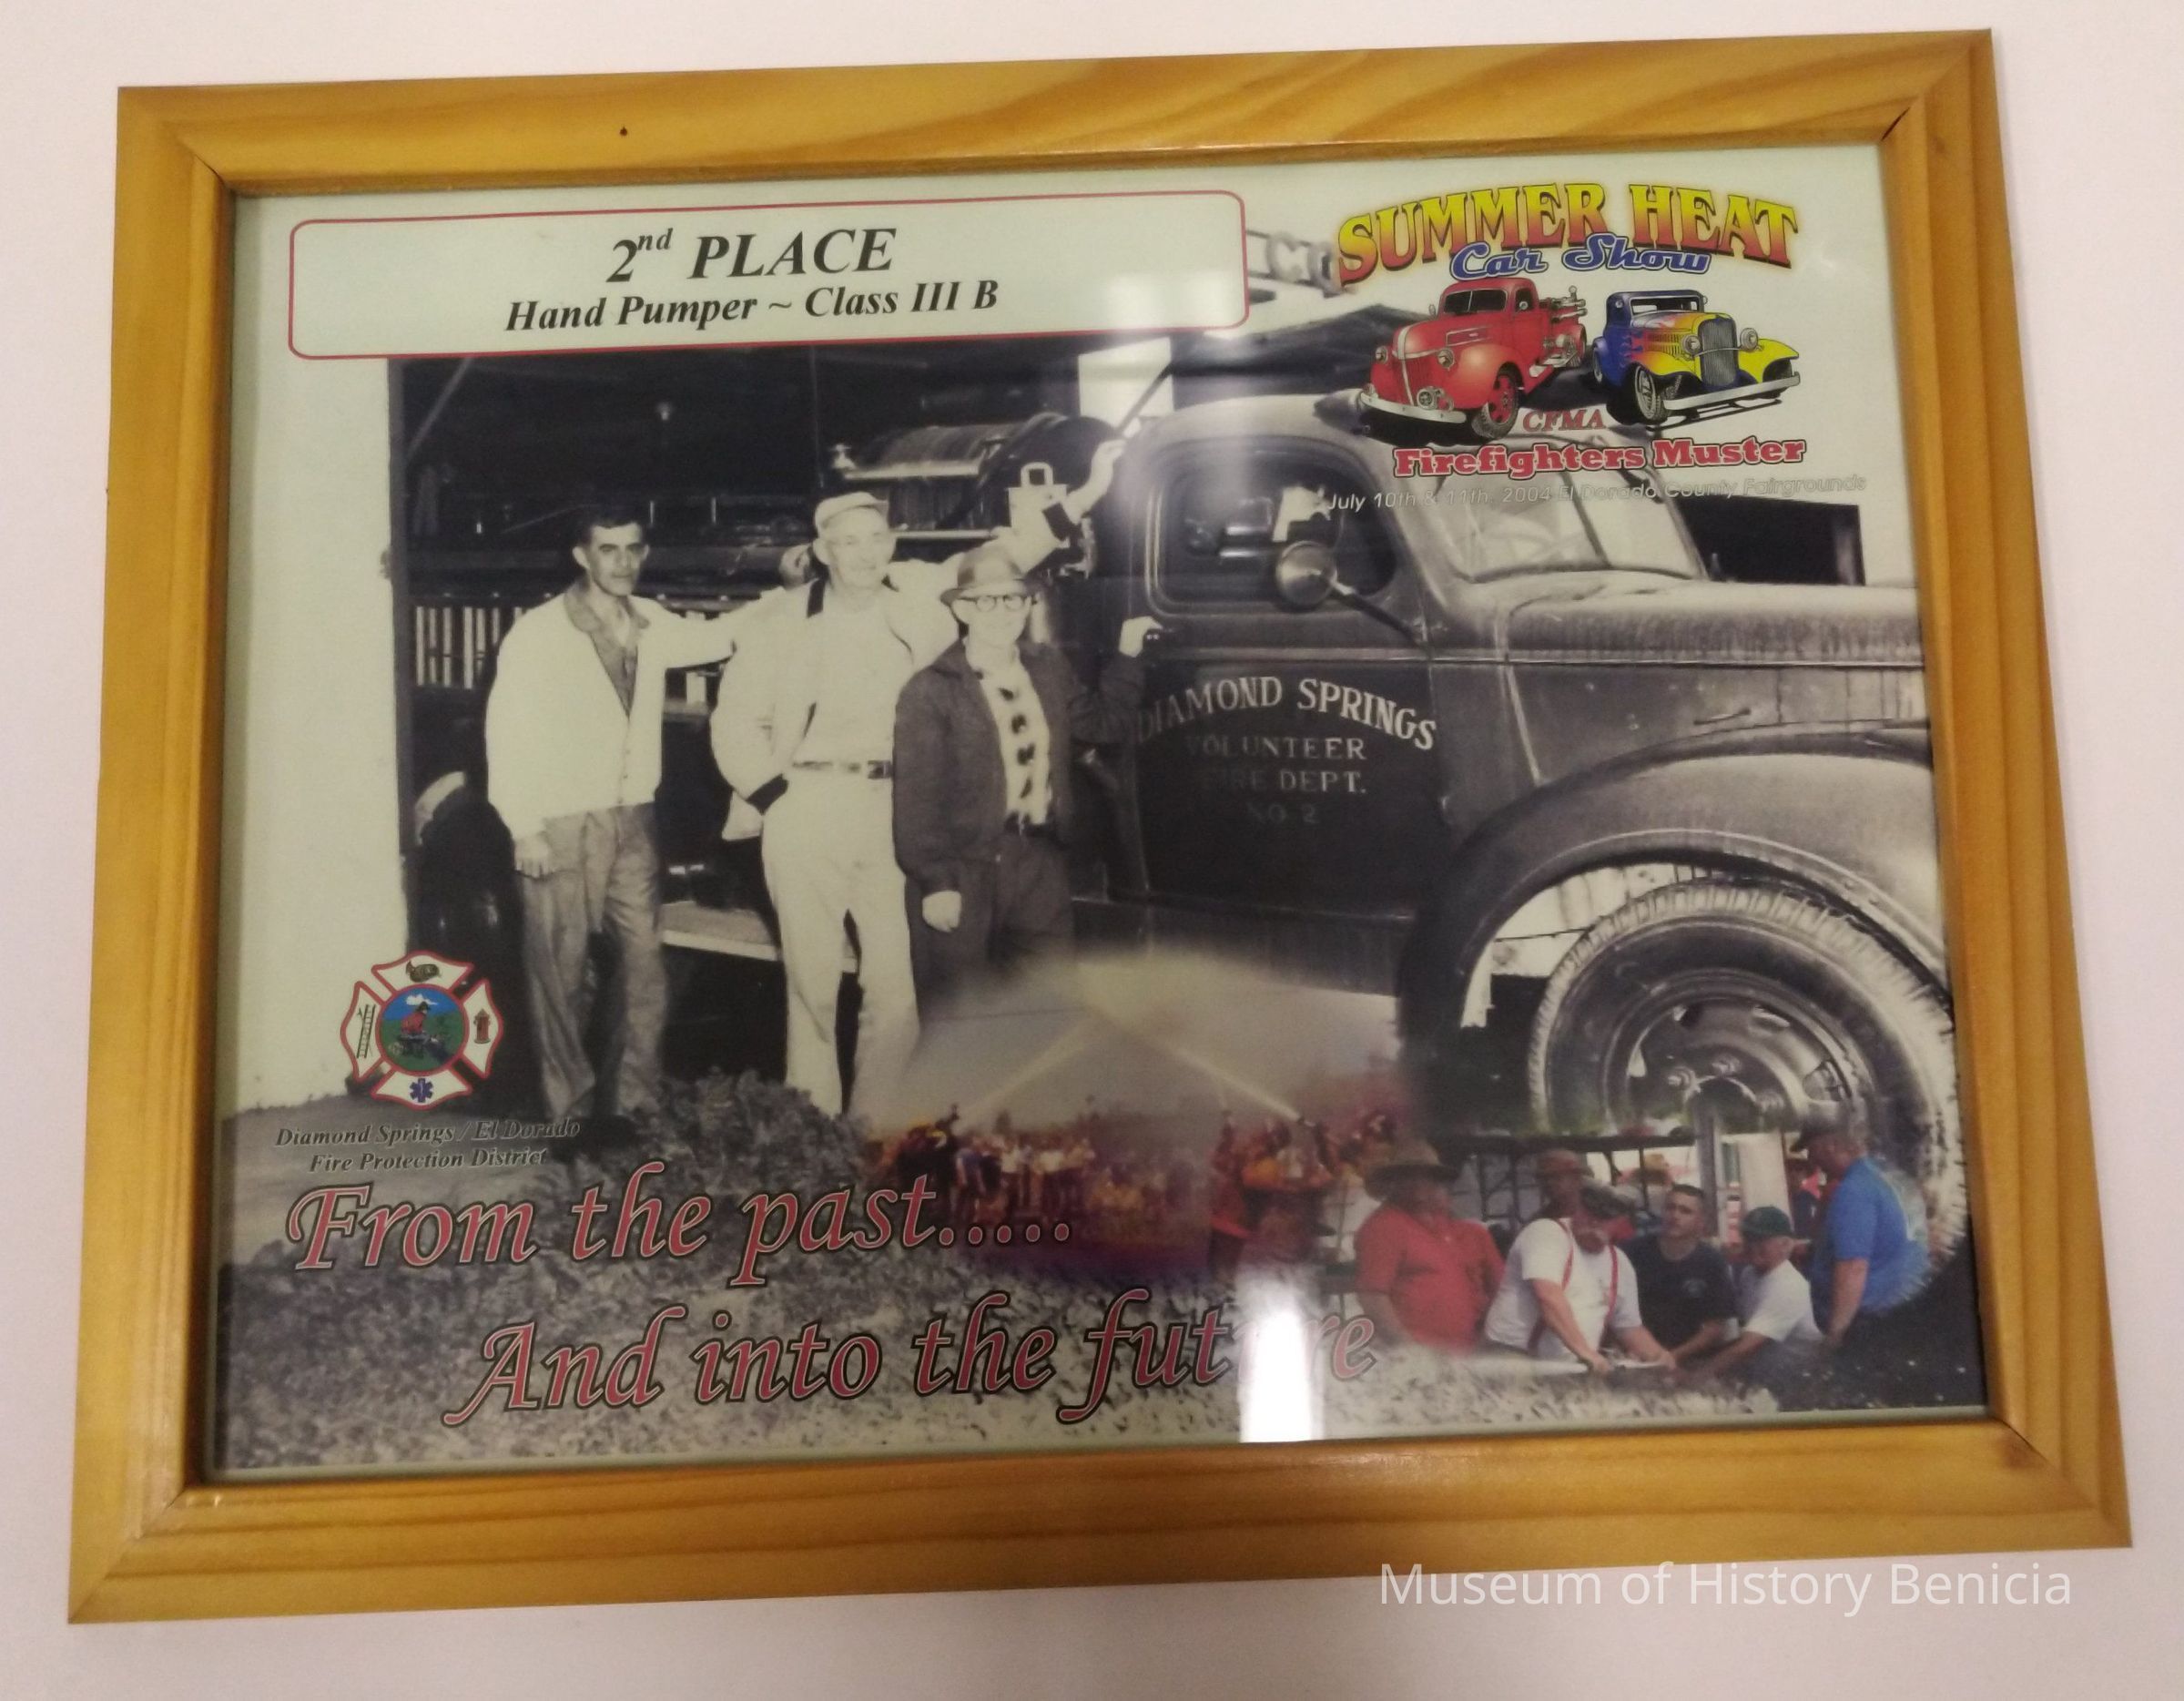 2nd PLACE
Hand Pumper ~ Class III B
SUMMER HEAT
Car Show
CFMA
Firefighters Muster
July 10th & 11th, 2004 El Dorado County Fairgrounds
DIAMOND SPRINGS
VOLUNTEER
FIRE DEPT.
NO 2
Diamond Springs / El Dorado
Fire Protection District
From the past.....
And into the future
Museum of History Benicia